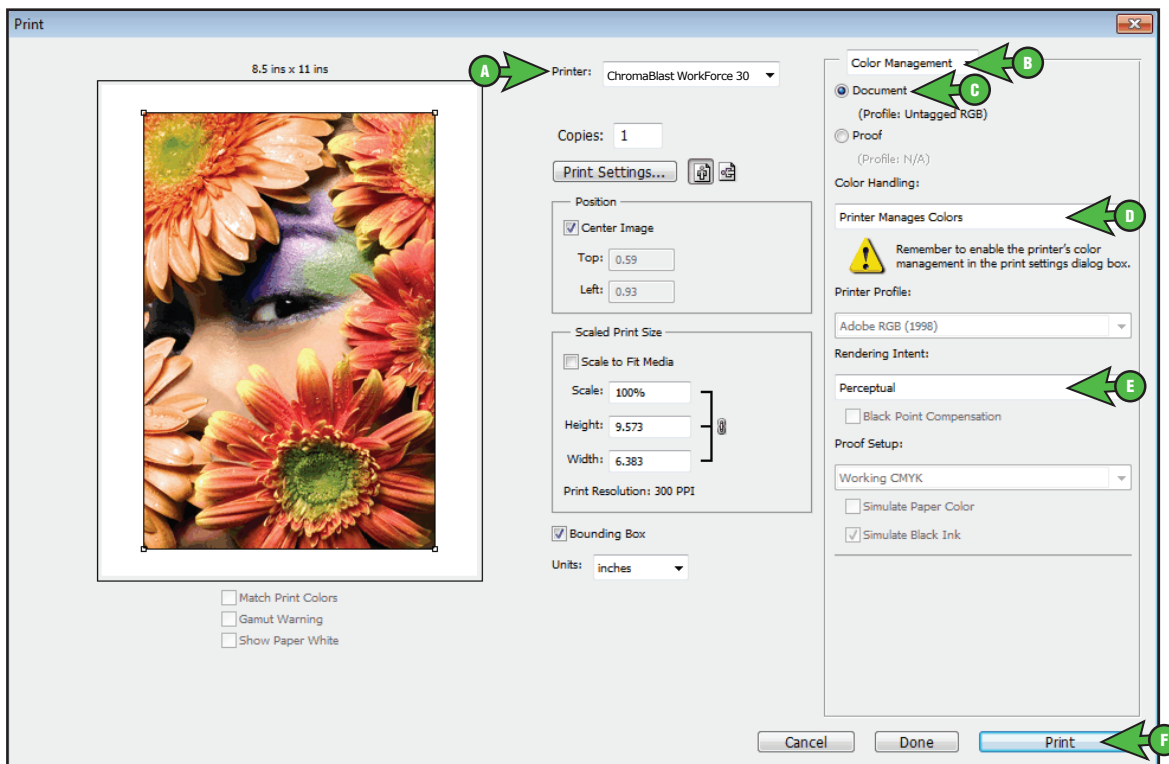 Print
8.5 ins x 11 ins
Match Print Colors
Gamut Warning
Show Paper White
A
Printer: ChromaBlast WorkForce 30
Copies: 1
Print Settings...
Position
Center Image
Top: 0.59
Left: 0.93
Scaled Print Size
Scale to Fit Media
Scale: 100%
Height: 9.573
Width: 6.383
Print Resolution: 300 PPI
Bounding Box
Units: inches
Color Management B
Document C
(Profile: Untagged RGB)
Proof
(Profile: N/A)
Color Handling:
Printer Manages Colors D
Remember to enable the printer's color
management in the print settings dialog box.
Printer Profile:
Adobe RGB (1998)
Rendering Intent:
Perceptual E
Black Point Compensation
Proof Setup:
Working CMYK
Simulate Paper Color
Simulate Black Ink
Cancel Done Print F